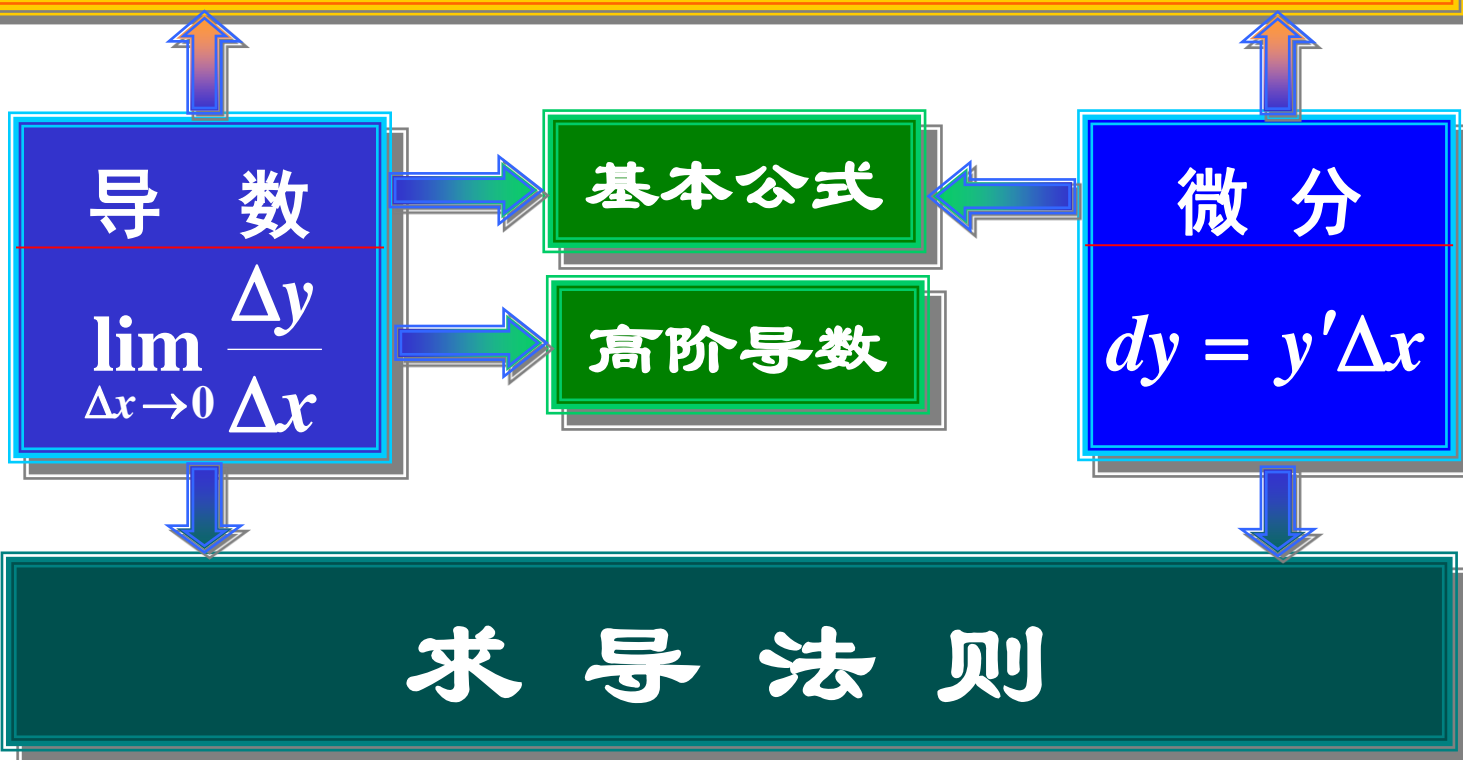 导 数
lim Δx→0 Δy/Δx
基本公式
高阶导数
微 分
dy = y′Δx
求 导 法 则